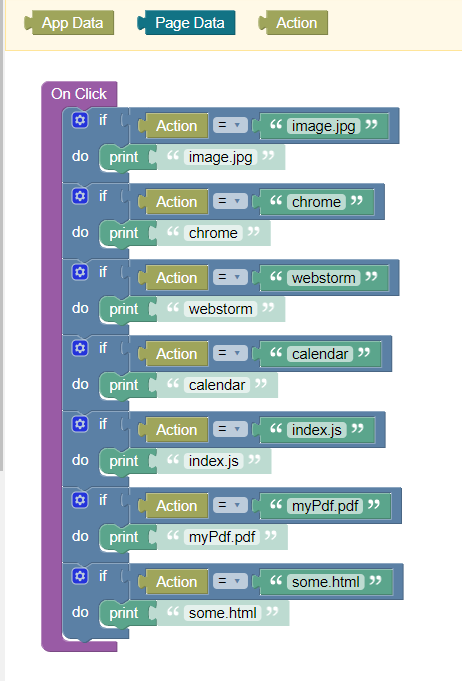 App Data Page Data Action
On Click
if Action = “ image.jpg ”
do print “ image.jpg ”
if Action = “ chrome ”
do print “ chrome ”
if Action = “ webstorm ”
do print “ webstorm ”
if Action = “ calendar ”
do print “ calendar ”
if Action = “ index.js ”
do print “ index.js ”
if Action = “ myPdf.pdf ”
do print “ myPdf.pdf ”
if Action = “ some.html ”
do print “ some.html ”